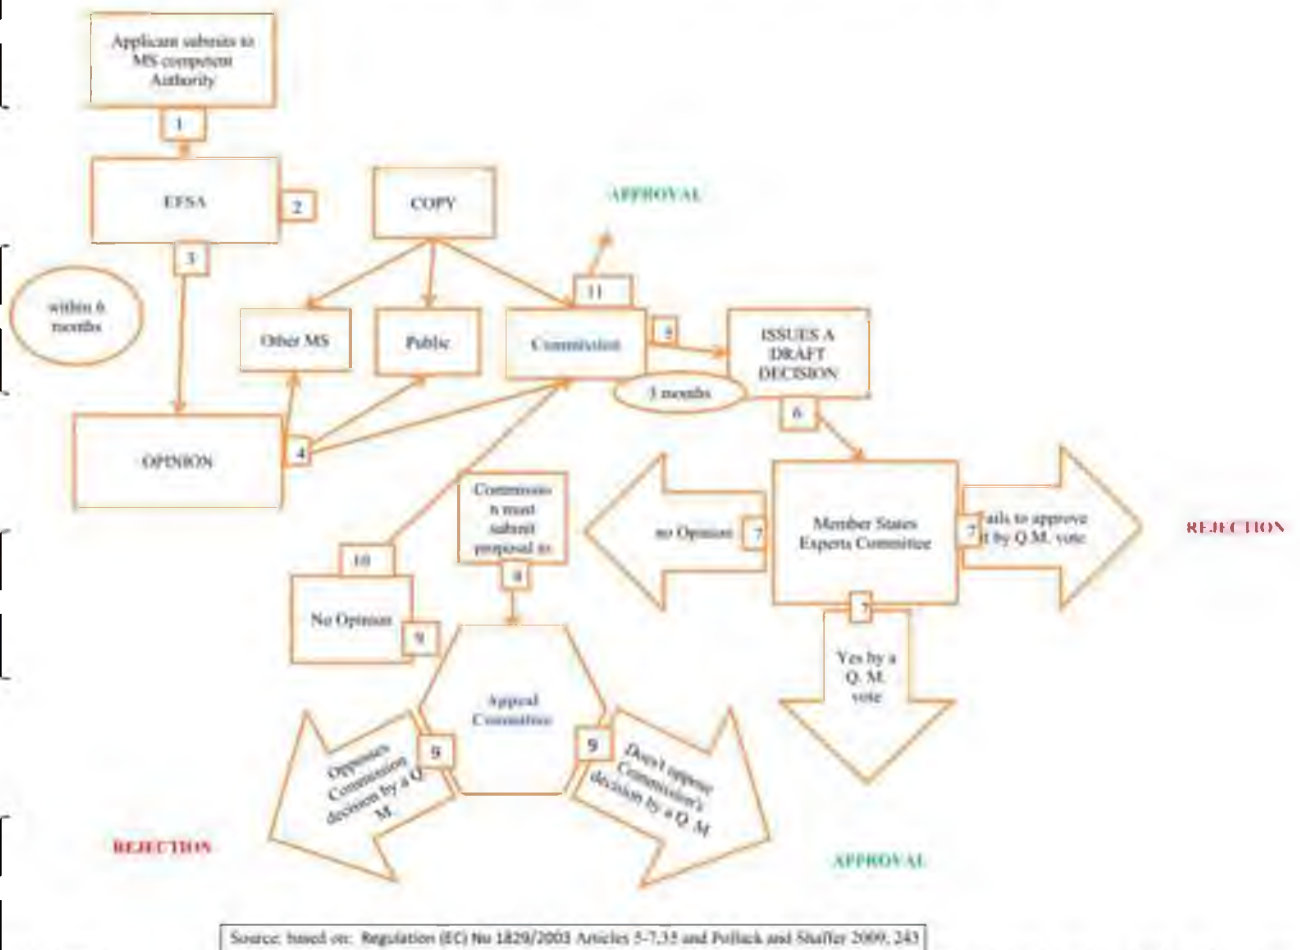 Applicant submits to
MS competent
Authority
1
EFSA
2
COPY
APPROVAL
3
within 6
months
11
Other MS
Public
Commission
5
ISSUES A
DRAFT
DECISION
3 months
6
OPINION
4
Commissio
n must
submit
proposal to
8
no Opinion
7
Member States
Experts Committee
7
ails to approve
it by Q.M. vote
REJECTION
7
Yes by a
Q. M.
vote
10
No Opinion
9
Appeal
Committee
9
9
Opposes
Commission
decision by a Q.
M.
Don't oppose
Commission's
decision by a Q. M
REJECTION
APPROVAL
Source: based on: Regulation (EC) No 1829/2003 Articles 5-7,35 and Pollack and Shaffer 2009, 243